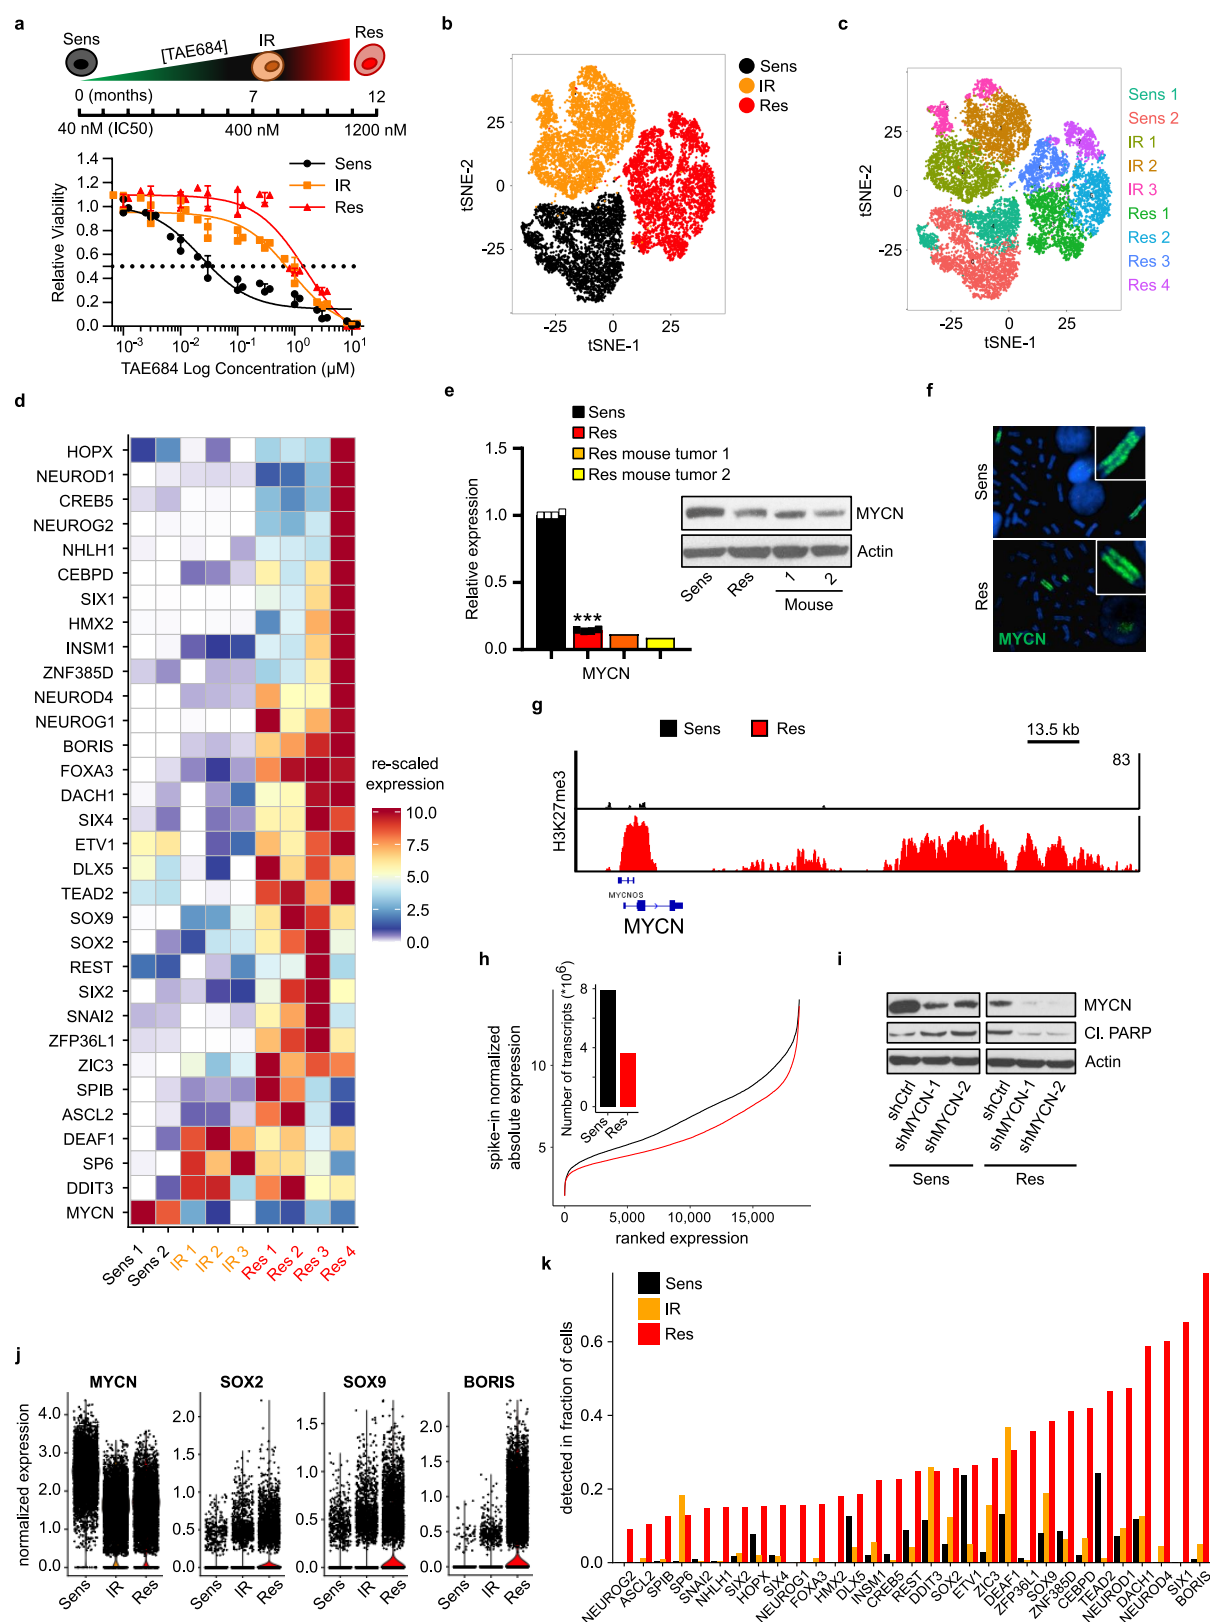 a
Sens
[TAE684]
IR
Res
0 (months)
7
12
40 nM (IC50)
400 nM
1200 nM
Relative Viability
1.4
1.2
1.0
0.8
0.6
0.4
0.2
0.0
Sens
IR
Res
10-3
10-2
10-1
100
101
TAE684 Log Concentration (µM)
b
tSNE-2
25
0
-25
-25
0
25
tSNE-1
Sens
IR
Res
c
tSNE-2
25
0
-25
-25
0
25
tSNE-1
Sens 1
Sens 2
IR 1
IR 2
IR 3
Res 1
Res 2
Res 3
Res 4
d
HOPX
NEUROD1
CREB5
NEUROG2
NHLH1
CEBPD
SIX1
HMX2
INSM1
ZNF385D
NEUROD4
NEUROG1
BORIS
FOXA3
DACH1
SIX4
ETV1
DLX5
TEAD2
SOX9
SOX2
REST
SIX2
SNAI2
ZFP36L1
ZIC3
SPIB
ASCL2
DEAF1
SP6
DDIT3
MYCN
Sens 1
Sens 2
IR 1
IR 2
IR 3
Res 1
Res 2
Res 3
Res 4
re-scaled
expression
10.0
7.5
5.0
2.5
0.0
e
Sens
Res
Res mouse tumor 1
Res mouse tumor 2
Relative expression
1.5
1.0
0.5
0.0
***
MYCN
MYCN
Actin
Sens
Res
1
2
Mouse
f
Sens
Res
MYCN
g
Sens
Res
13.5 kb
83
H3K27me3
MYCNOS
MYCN
h
spike−in normalized
absolute expression
10
5
Number of transcripts (*10⁶)
8
4
0
Sens
Res
0
5,000
10,000
15,000
ranked expression
i
MYCN
Cl. PARP
Actin
shCtrl
shMYCN-1
shMYCN-2
shCtrl
shMYCN-1
shMYCN-2
Sens
Res
j
normalized expression
MYCN
4.0
3.0
2.0
1.0
0.0
Sens
IR
Res
SOX2
2.0
1.5
1.0
0.5
0.0
Sens
IR
Res
SOX9
1.5
1.0
0.5
0.0
Sens
IR
Res
BORIS
2.0
1.5
1.0
0.5
0.0
Sens
IR
Res
k
Sens
IR
Res
detected in fraction of cells
0.6
0.4
0.2
0.0
NEUROG2
ASCL2
SPIB
SP6
SNAI2
NHLH1
SIX2
HOPX
SIX4
NEUROG1
FOXA3
HMX2
DLX5
INSM1
CREB5
REST
DDIT3
SOX2
ETV1
ZIC3
DEAF1
ZFP36L1
SOX9
ZNF385D
CEBPD
TEAD2
NEUROD1
DACH1
NEUROD4
SIX1
BORIS